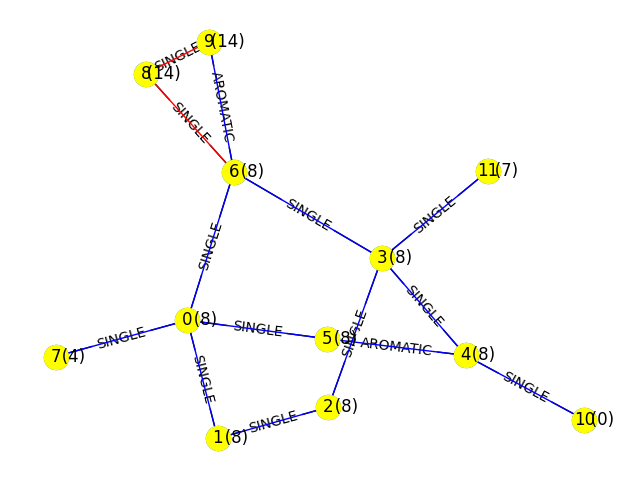 9(14)
SINGLE
8(14)
AROMATIC
SINGLE
6(8)
11(7)
SINGLE
SINGLE
SINGLE
3(8)
SINGLE
0(8)
SINGLE
5(8)
SINGLE
AROMATIC
4(8)
SINGLE
7(4)
SINGLE
SINGLE
2(8)
SINGLE
10(0)
1(8)